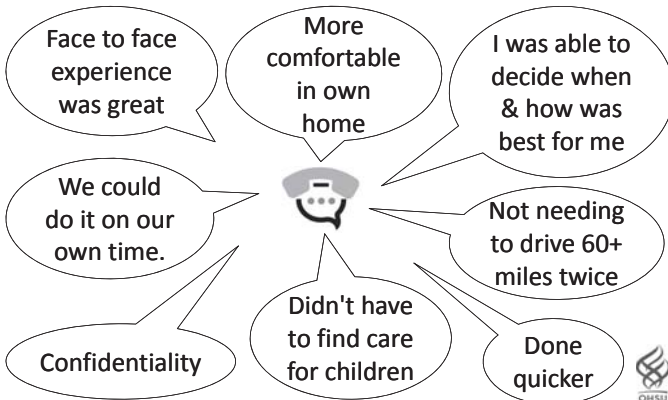 Face to face
experience
was great
More
comfortable
in own
home
I was able to
decide when
& how was
best for me
We could
do it on our
own time.
Not needing
to drive 60+
miles twice
Confidentiality
Didn't have
to find care
for children
Done
quicker
OHSU